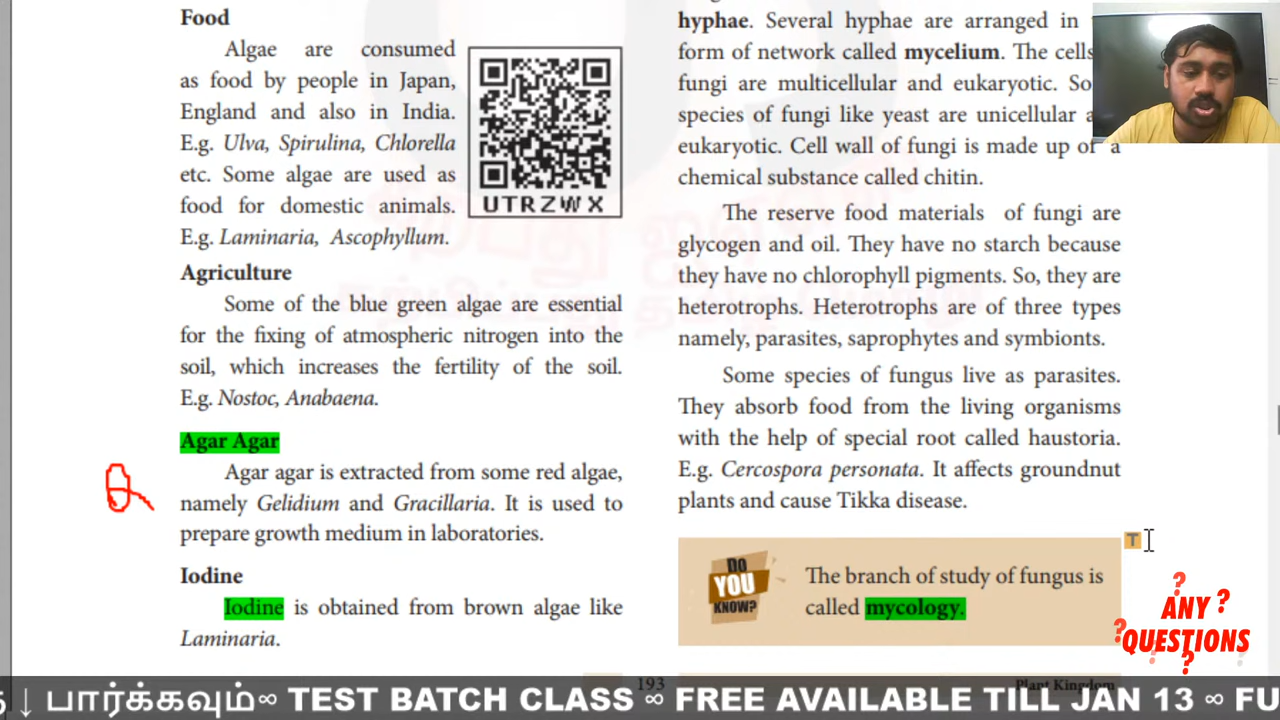 Food
Algae are consumed
as food by people in Japan,
England and also in India.
E.g. Ulva, Spirulina, Chlorella
etc. Some algae are used as
food for domestic animals.
E.g. Laminaria, Ascophyllum.
UTRZWX
Agriculture
Some of the blue green algae are essential
for the fixing of atmospheric nitrogen into the
soil, which increases the fertility of the soil.
E.g. Nostoc, Anabaena.
Agar Agar
Agar agar is extracted from some red algae,
namely Gelidium and Gracillaria. It is used to
prepare growth medium in laboratories.
Iodine
Iodine is obtained from brown algae like
Laminaria.
hyphae. Several hyphae are arranged in
form of network called mycelium. The cells
fungi are multicellular and eukaryotic. So
species of fungi like yeast are unicellular a
eukaryotic. Cell wall of fungi is made up of a
chemical substance called chitin.
The reserve food materials of fungi are
glycogen and oil. They have no starch because
they have no chlorophyll pigments. So, they are
heterotrophs. Heterotrophs are of three types
namely, parasites, saprophytes and symbionts.
Some species of fungus live as parasites.
They absorb food from the living organisms
with the help of special root called haustoria.
E.g. Cercospora personata. It affects groundnut
plants and cause Tikka disease.
T
DO
YOU
KNOW?
The branch of study of fungus is
called mycology.
ANY
QUESTIONS
193
Plant Kingdom
பார்க்கவும்∞ TEST BATCH CLASS ∞ FREE AVAILABLE TILL JAN 13 ∞ FU